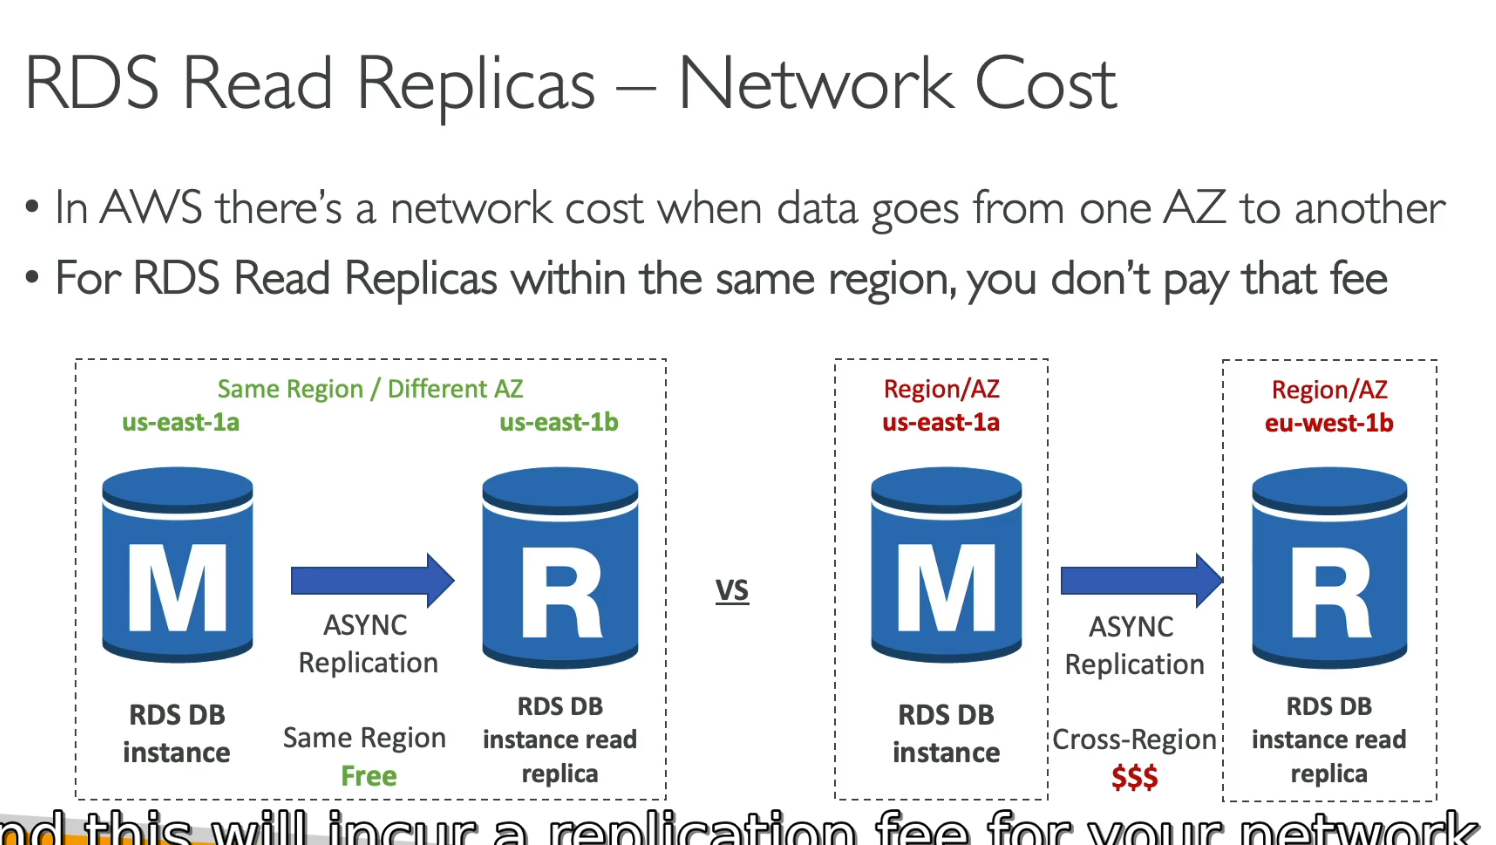 RDS Read Replicas – Network Cost
• In AWS there's a network cost when data goes from one AZ to another
• For RDS Read Replicas within the same region, you don't pay that fee
Same Region / Different AZ
us-east-1a
us-east-1b
M
ASYNC
Replication
R
RDS DB
instance
Same Region
Free
RDS DB
instance read
replica
VS
Region/AZ
us-east-1a
Region/AZ
eu-west-1b
M
ASYNC
Replication
R
RDS DB
instance
Cross-Region
$$$
RDS DB
instance read
replica
this will incur a replication fee for your network